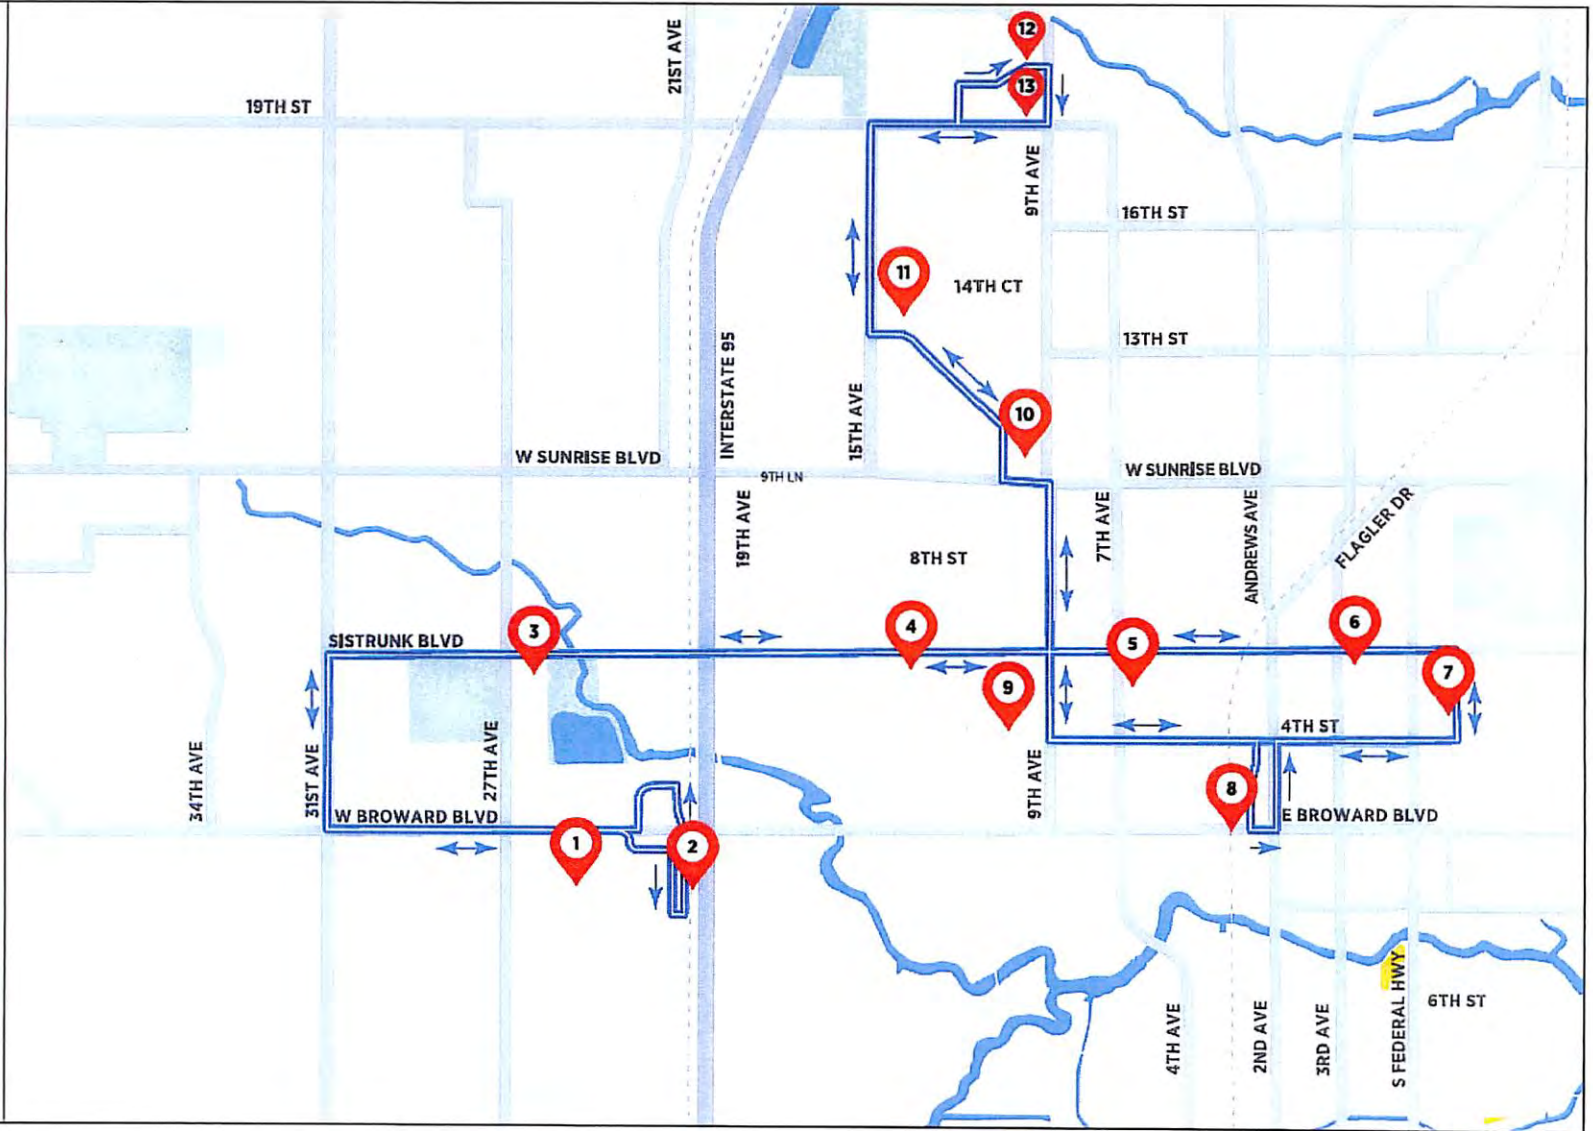 12
21ST AVE
13
19TH ST
9TH AVE
16TH ST
11
14TH CT
13TH ST
INTERSTATE 95
15TH AVE
10
W SUNRISE BLVD
W SUNRISE BLVD
9TH LN
19TH AVE
7TH AVE
ANDREWS AVE
FLAGLER DR
8TH ST
SISTRUNK BLVD
3
4
5
6
7
9
4TH ST
34TH AVE
31ST AVE
27TH AVE
9TH AVE
8
W BROWARD BLVD
E BROWARD BLVD
1
2
4TH AVE
2ND AVE
3RD AVE
S FEDERAL HWY
6TH ST